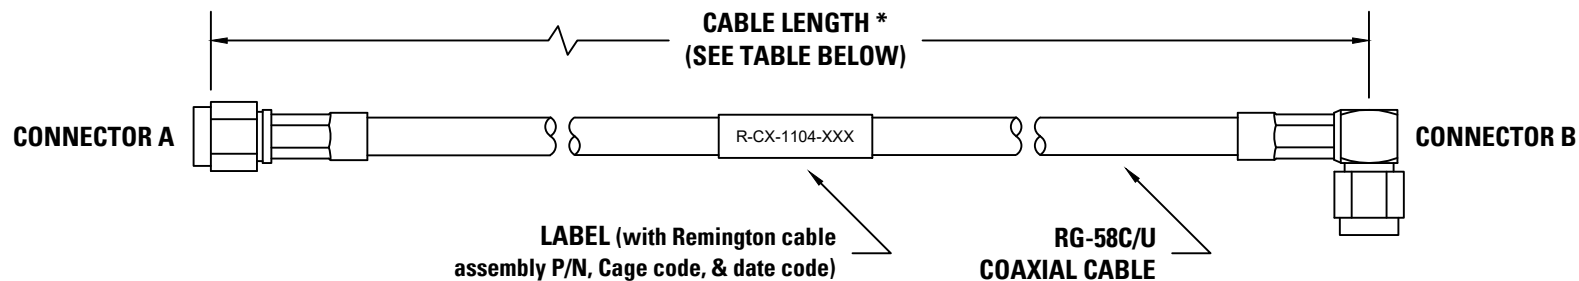 CABLE LENGTH *
(SEE TABLE BELOW)
CONNECTOR A
R-CX-1104-XXX
CONNECTOR B
LABEL (with Remington cable
assembly P/N, Cage code, & date code)
RG-58C/U
COAXIAL CABLE